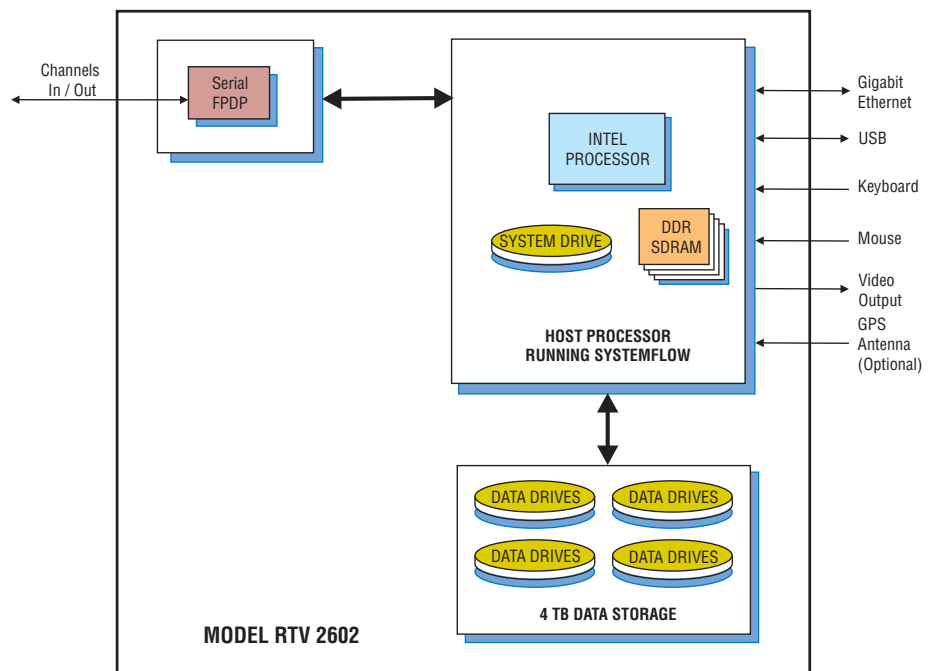 Channels
In / Out
Serial
FPDP
INTEL
PROCESSOR
SYSTEM DRIVE
DDR
SDRAM
HOST PROCESSOR
RUNNING SYSTEMFLOW
Gigabit
Ethernet
USB
Keyboard
Mouse
Video
Output
GPS
Antenna
(Optional)
DATA DRIVES
DATA DRIVES
DATA DRIVES
DATA DRIVES
4 TB DATA STORAGE
MODEL RTV 2602